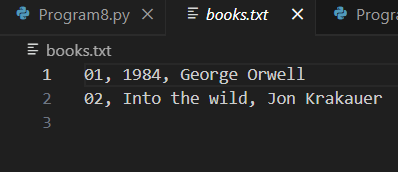 Program8.py
books.txt
Progr
books.txt
1 01, 1984, George Orwell
2 02, Into the wild, Jon Krakauer
3